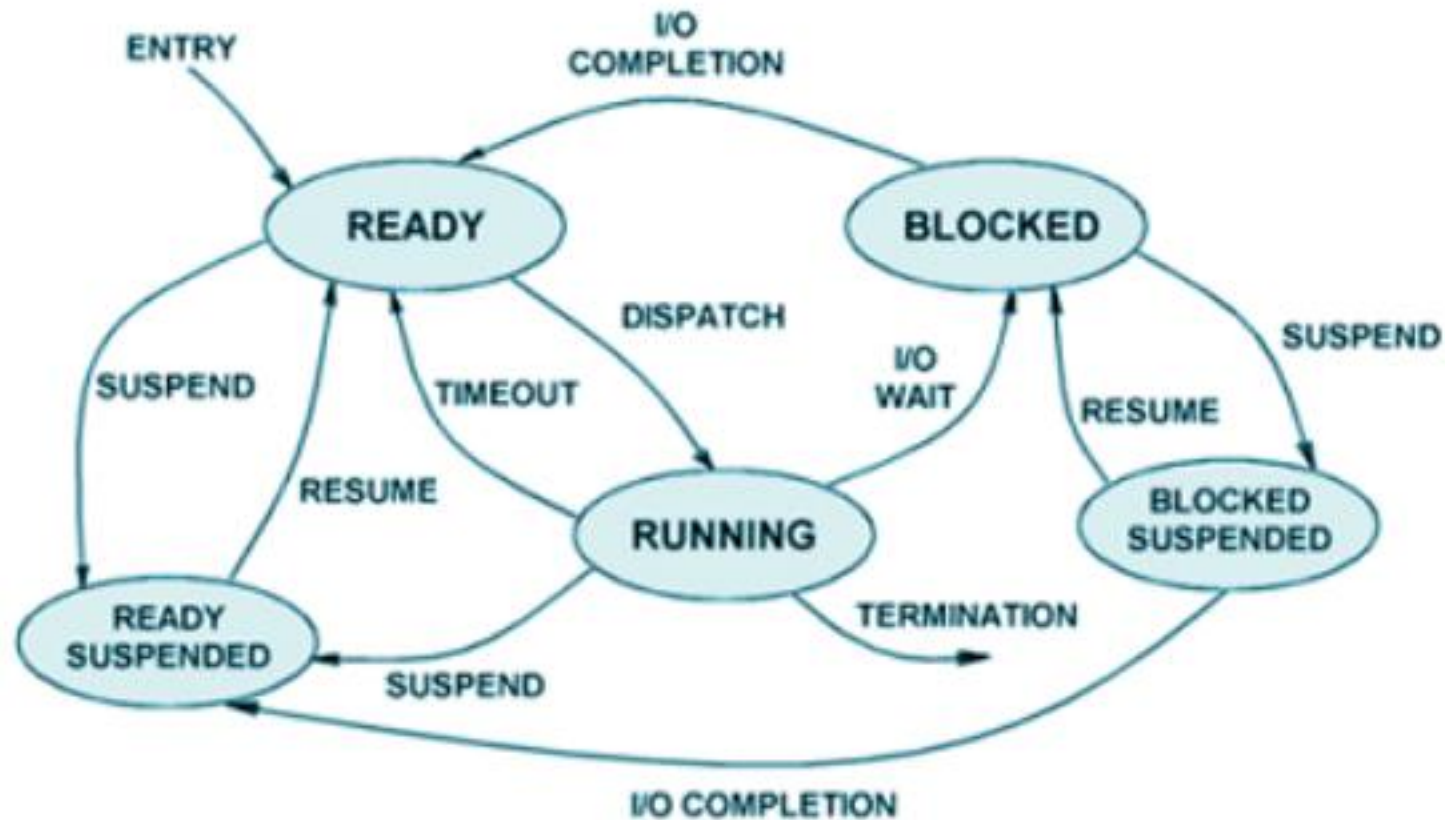 ENTRY
I/O
COMPLETION
READY
BLOCKED
DISPATCH
SUSPEND
I/O
WAIT
SUSPEND
TIMEOUT
RESUME
RESUME
BLOCKED
SUSPENDED
RUNNING
READY
SUSPENDED
TERMINATION
SUSPEND
I/O COMPLETION